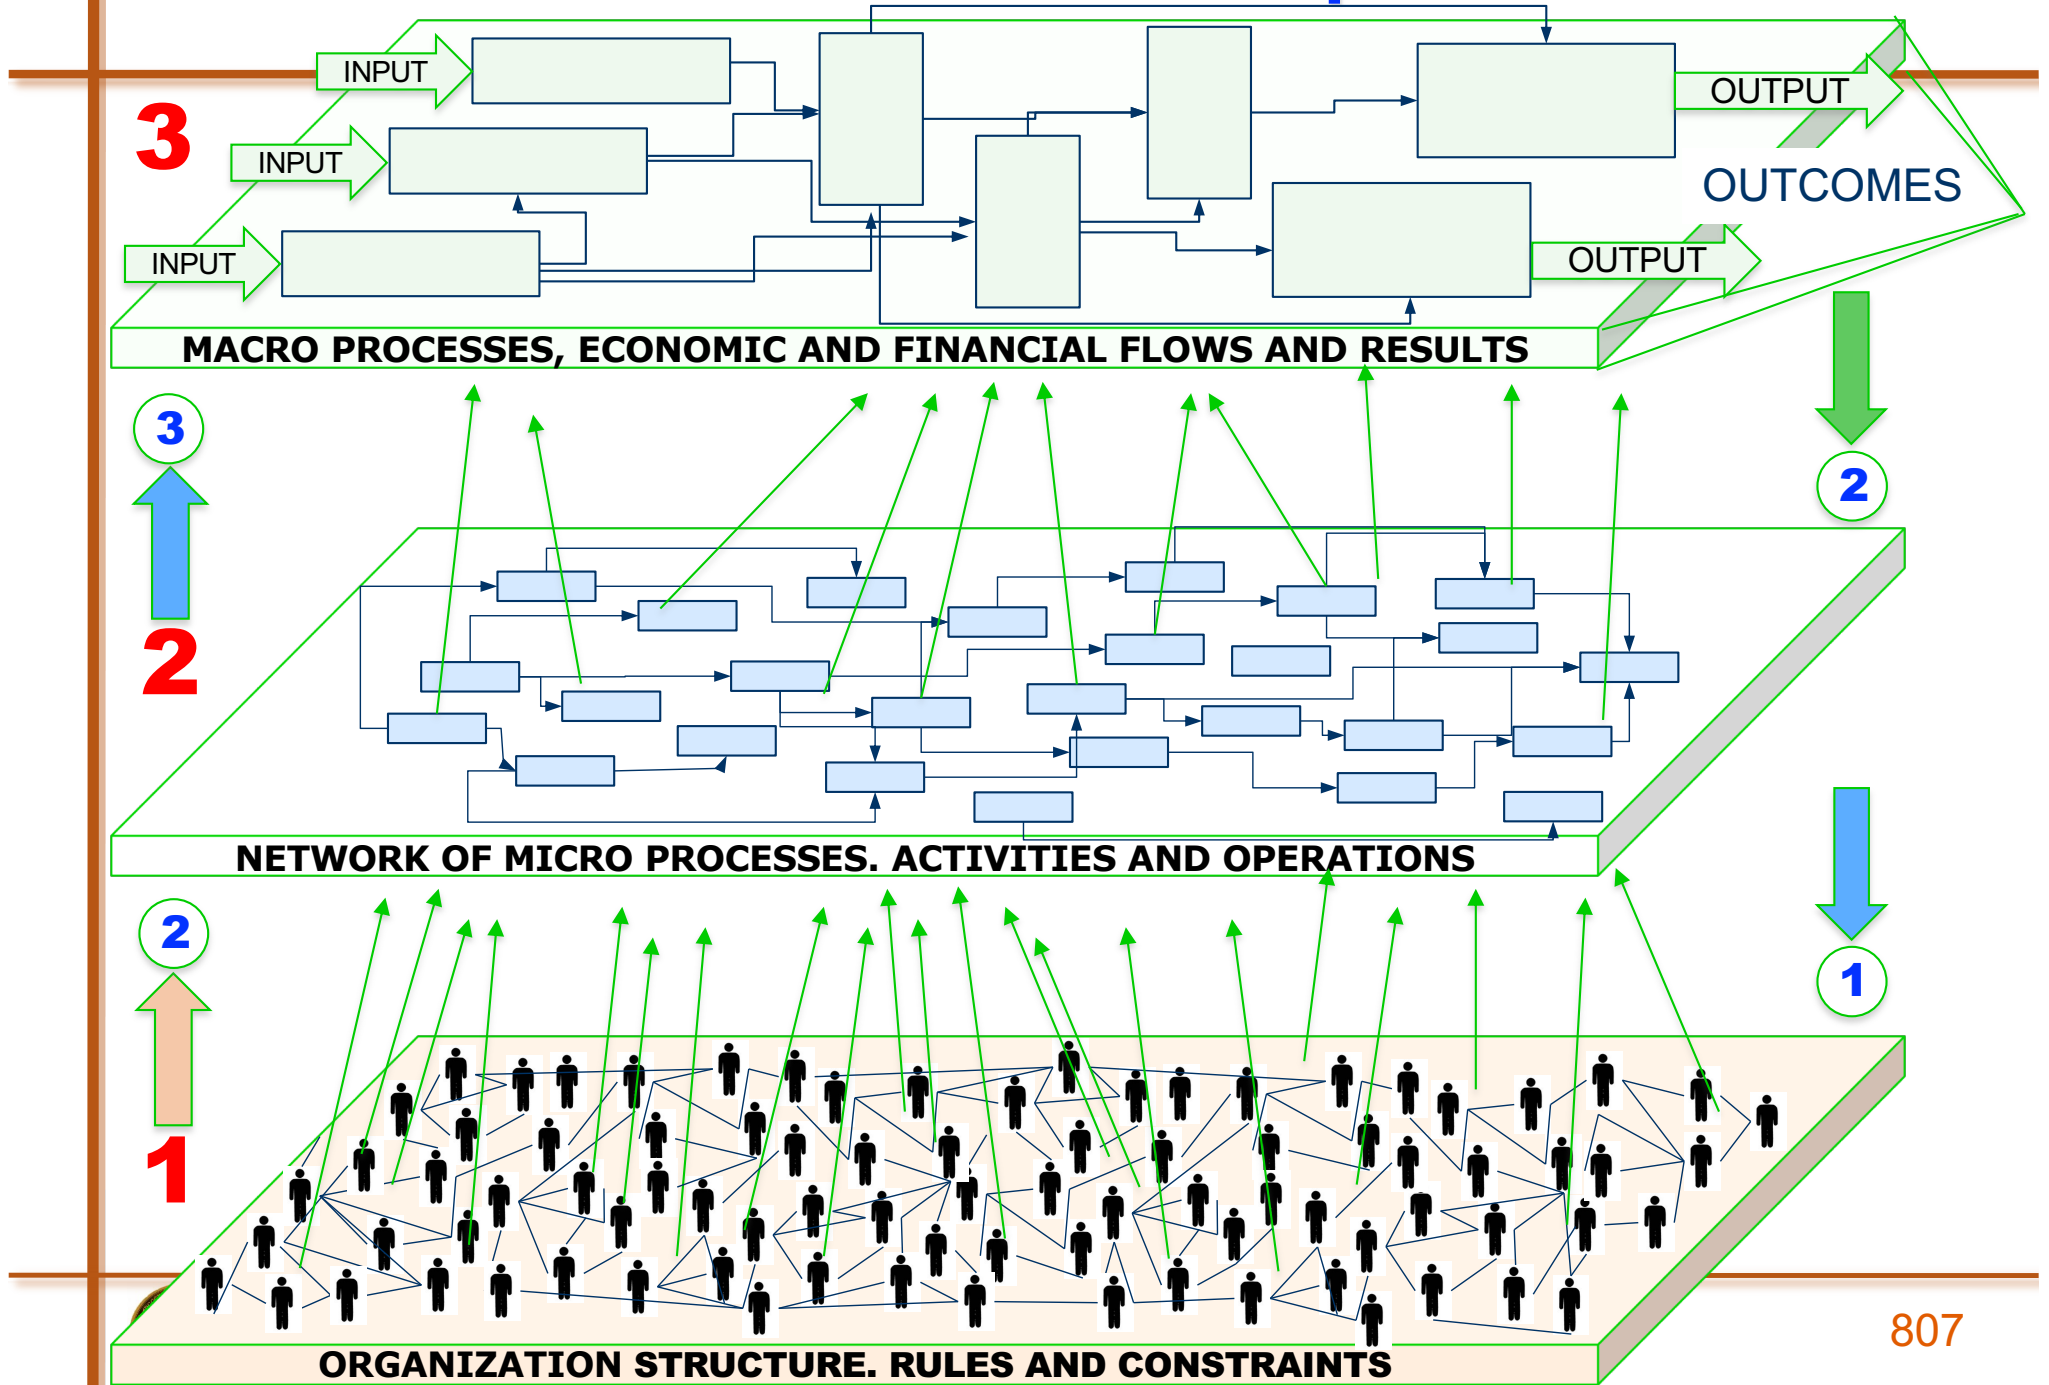 INPUT
OUTPUT
3
INPUT
OUTCOMES
INPUT
OUTPUT
MACRO PROCESSES, ECONOMIC AND FINANCIAL FLOWS AND RESULTS
3
2
2
NETWORK OF MICRO PROCESSES. ACTIVITIES AND OPERATIONS
2
1
1
807
ORGANIZATION STRUCTURE. RULES AND CONSTRAINTS